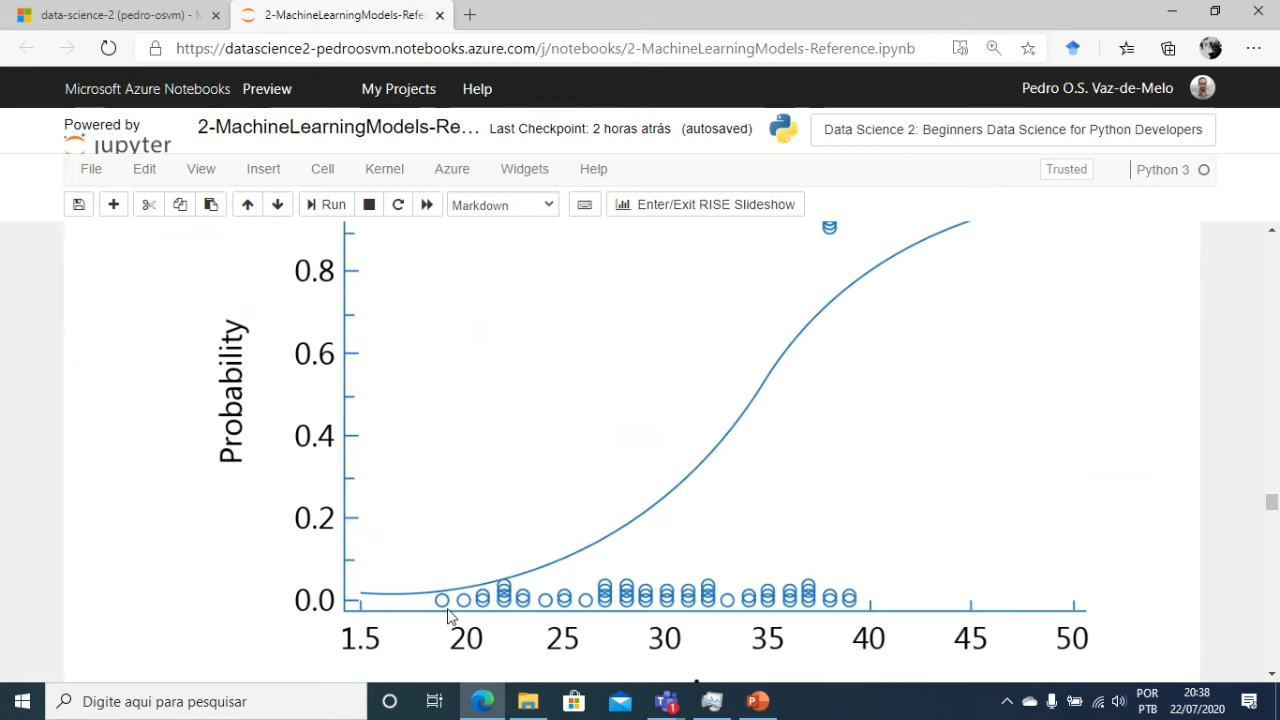 data-science-2 (pedro-osvm) - M
2-MachineLearningModels-Refe
https://datascience2-pedroosvm.notebooks.azure.com/j/notebooks/2-MachineLearningModels-Reference.ipynb
Microsoft Azure Notebooks Preview My Projects Help Pedro O.S. Vaz-de-Melo
Powered by
jupyter 2-MachineLearningModels-Re... Last Checkpoint: 2 horas atrás (autosaved) Data Science 2: Beginners Data Science for Python Developers
File Edit View Insert Cell Kernel Azure Widgets Help Trusted Python 3
Run Markdown Enter/Exit RISE Slideshow
0.8
0.6
0.4
0.2
0.0
Probability
1.5 20 25 30 35 40 45 50
Digite aqui para pesquisar
POR
PTB
20:38
22/07/2020